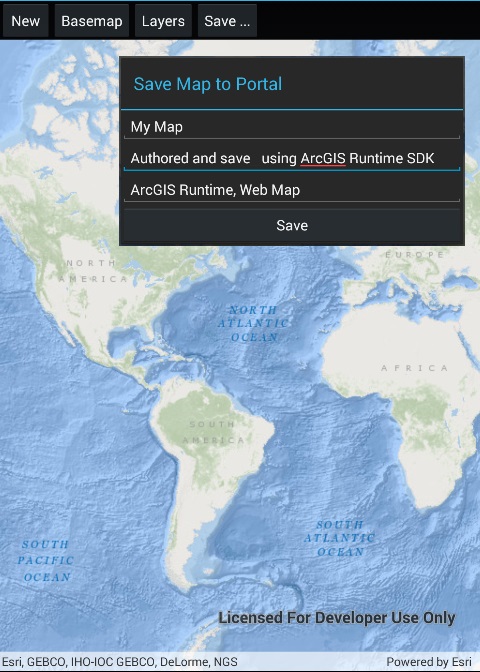 New Basemap Layers Save ...
Save Map to Portal
My Map
Authored and save using ArcGIS Runtime SDK
ArcGIS Runtime, Web Map
Save
NORTH
AMERICA
EUROPE
NORTH
ATLANTIC
OCEAN
AFRICA
SOUTH
AMERICA
SOUTH
ATLANTIC
OCEAN
SOUTH
PACIFIC
OCEAN
Licensed For Developer Use Only
Esri, GEBCO, IHO-IOC GEBCO, DeLorme, NGS Powered by Esri